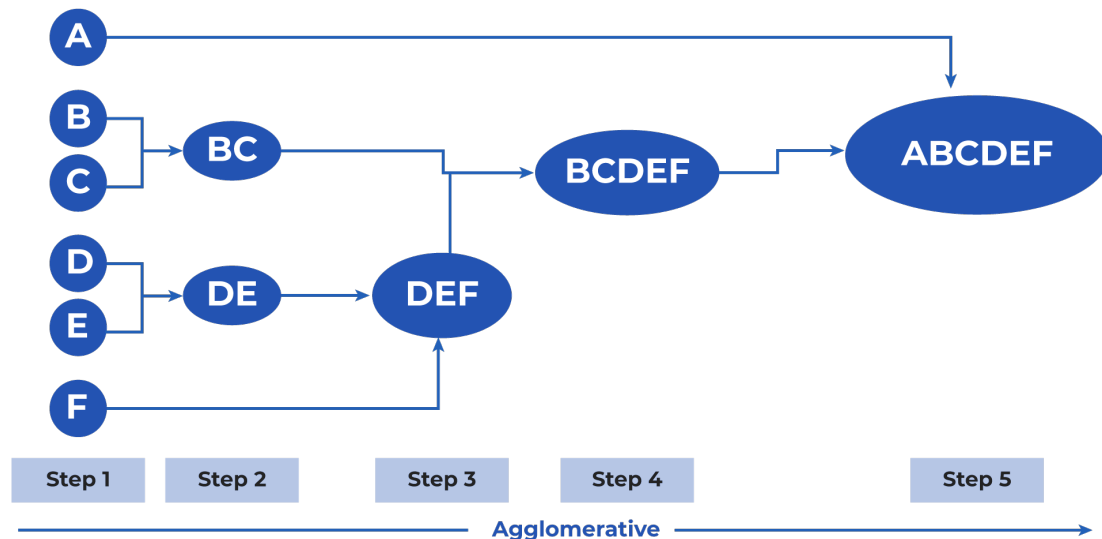 A
B
C
BC
BCDEF
ABCDEF
D
E
DE
DEF
F
Step 1
Step 2
Step 3
Step 4
Step 5
Agglomerative